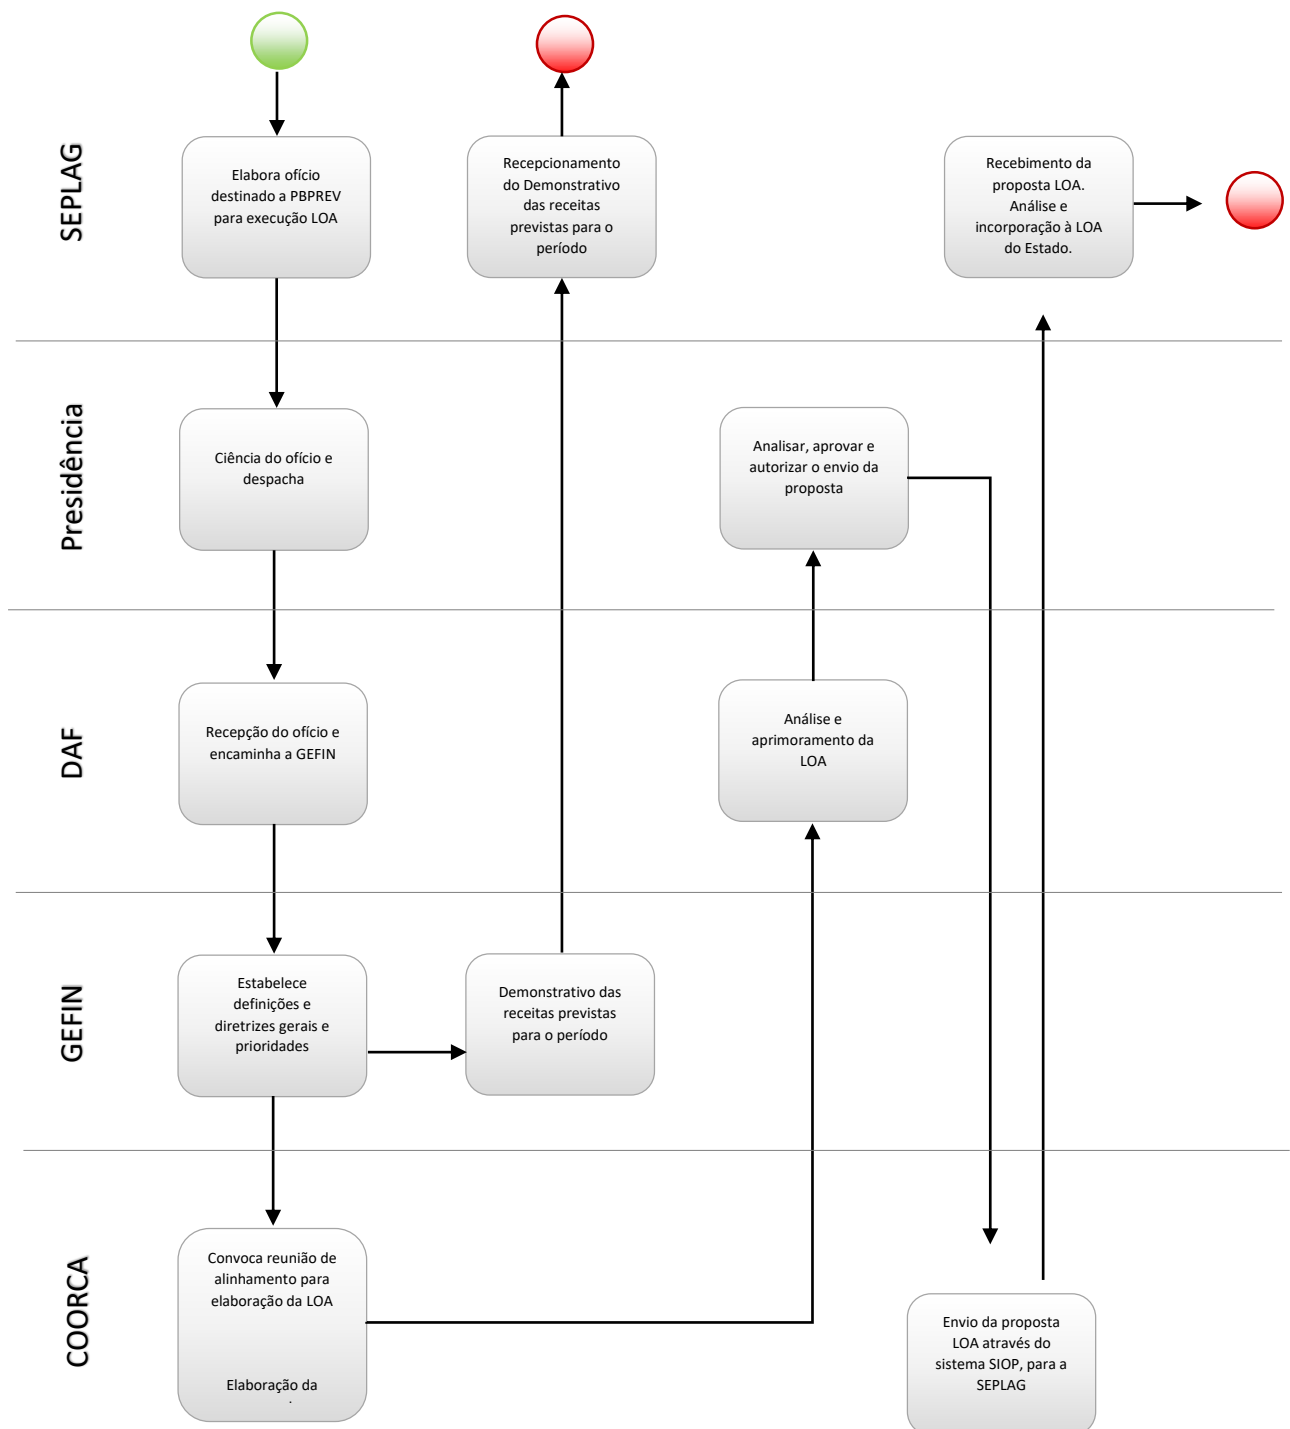 SEPLAG
Elabora ofício
destinado a PBPREV
para execução LOA
Recepcionamento
do Demonstrativo
das receitas
previstas para o
período
Recebimento da
proposta LOA.
Análise e
incorporação à LOA
do Estado.
Presidência
Ciência do ofício e
despacha
Analisar, aprovar e
autorizar o envio da
proposta
DAF
Recepção do ofício e
encaminha a GEFIN
Análise e
aprimoramento da
LOA
GEFIN
Estabelece
definições e
diretrizes gerais e
prioridades
Demonstrativo das
receitas previstas
para o período
COORCA
Convoca reunião de
alinhamento para
elaboração da LOA
Elaboração da
Envio da proposta
LOA através do
sistema SIOP, para a
SEPLAG